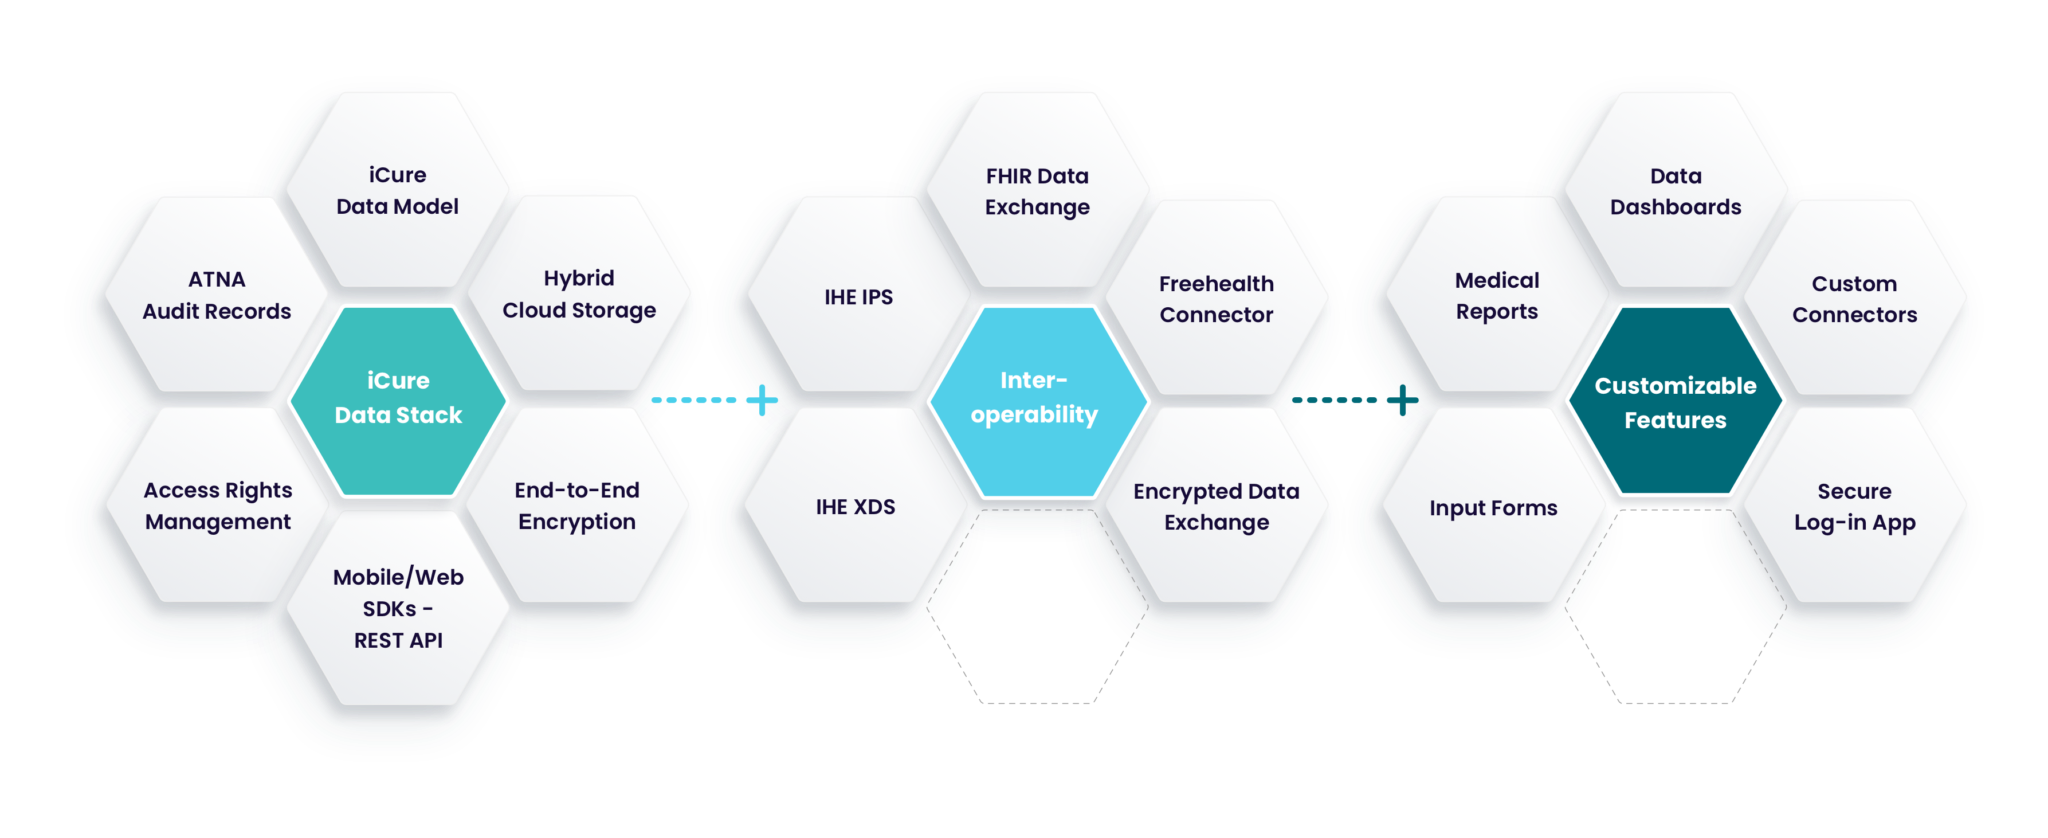 iCure
Data Model
ATNA
Audit Records
Hybrid
Cloud Storage
iCure
Data Stack
Access Rights
Management
End-to-End
Encryption
Mobile/Web
SDKs -
REST API
FHIR Data
Exchange
IHE IPS
Freehealth
Connector
Inter-
operability
IHE XDS
Encrypted Data
Exchange
Data
Dashboards
Medical
Reports
Custom
Connectors
Customizable
Features
Input Forms
Secure
Log-in App